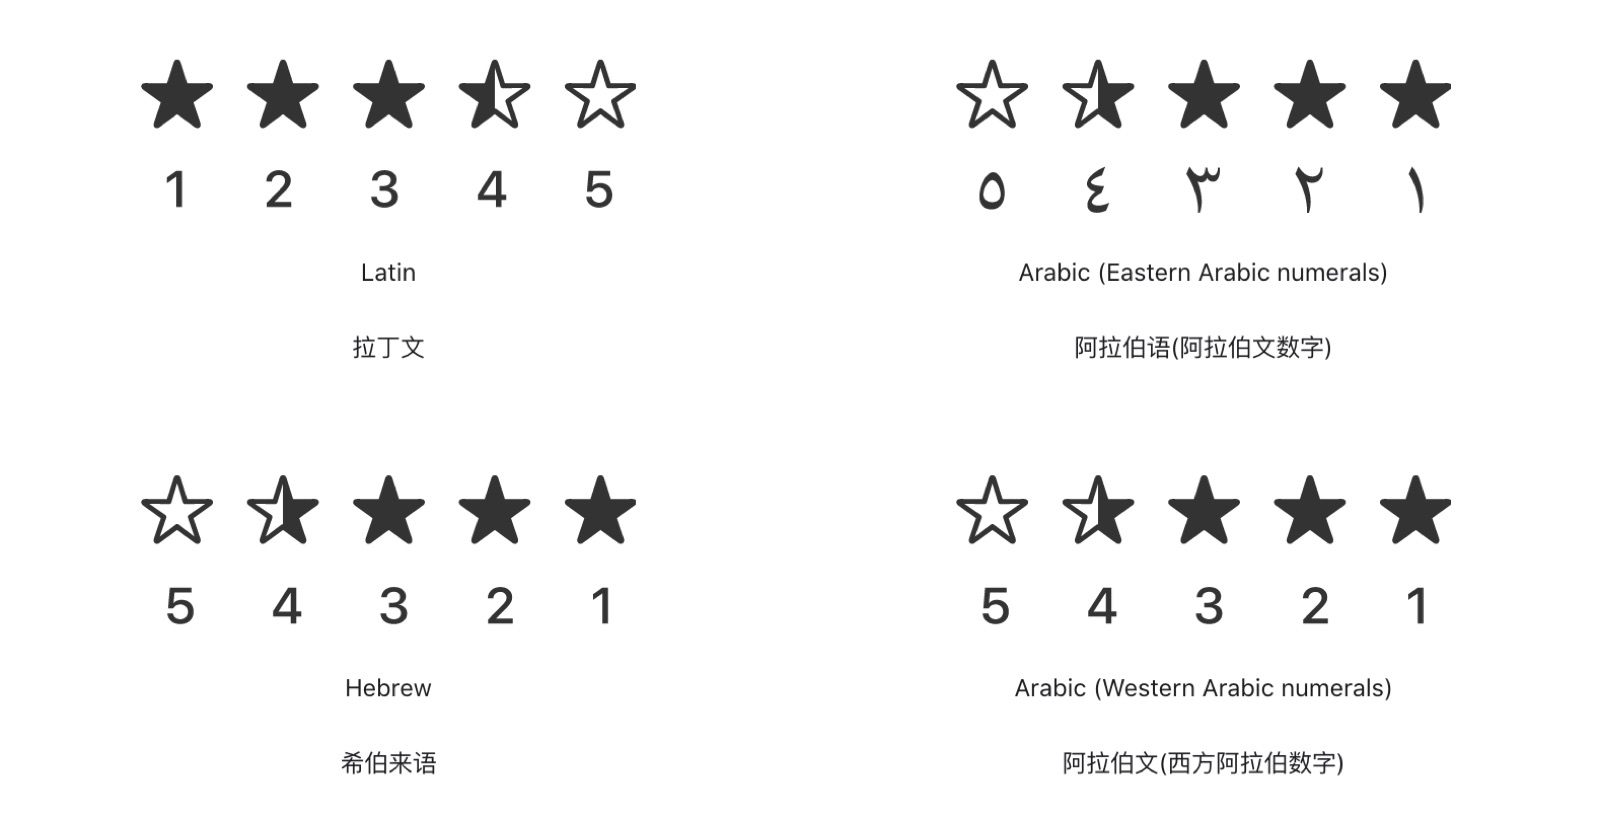 1 2 3 4 5
Latin
拉丁文
٥ ٤ ٣ ٢ ١
Arabic (Eastern Arabic numerals)
阿拉伯语(阿拉伯文数字)
5 4 3 2 1
Hebrew
希伯来语
5 4 3 2 1
Arabic (Western Arabic numerals)
阿拉伯文(西方阿拉伯数字)